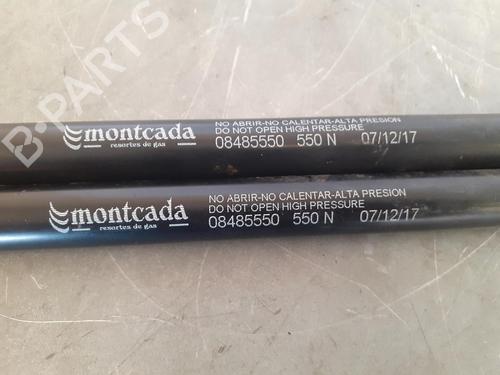 B-PARTS
montcada
resortes de gas
NO ABRIR-NO CALENTAR-ALTA PRESION
DO NOT OPEN HIGH PRESSURE
08485550 550 N 07/12/17
montcada
resortes de gas
NO ABRIR-NO CALENTAR-ALTA PRESION
DO NOT OPEN HIGH PRESSURE
08485550 550 N 07/12/17